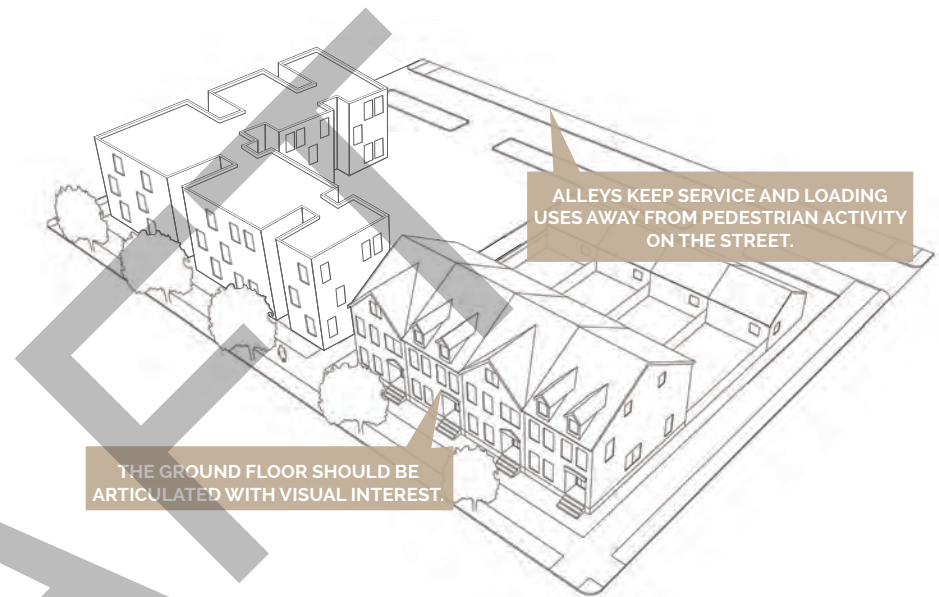 ALLEYS KEEP SERVICE AND LOADING
USES AWAY FROM PEDESTRIAN ACTIVITY
ON THE STREET.
THE GROUND FLOOR SHOULD BE
ARTICULATED WITH VISUAL INTEREST.